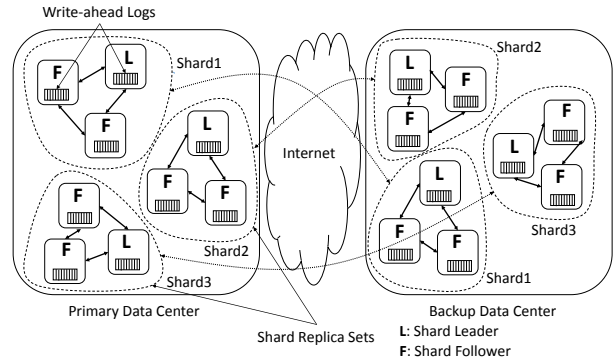 Write-ahead Logs
F
L
Shard1
F
L
F
F
Shard2
F
F
L
Shard3
Internet
Shard2
L
F
F
L
F
F
Shard3
L
F
F
Shard1
Primary Data Center
Backup Data Center
Shard Replica Sets
L: Shard Leader
F: Shard Follower